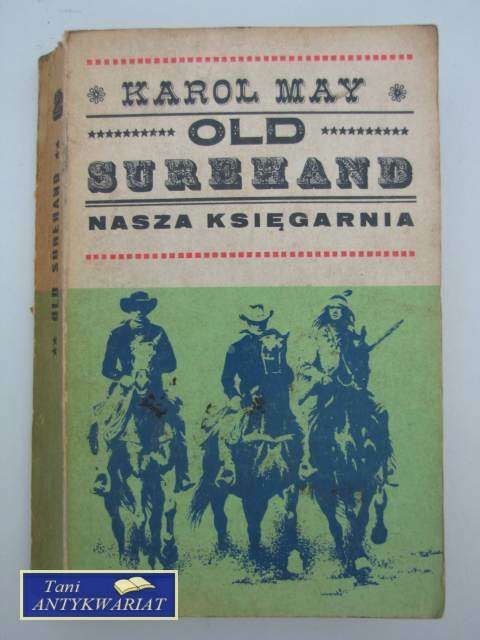 KAROL MAY
OLD
SUREHAND
NASZA KSIĘGARNIA
OLD SUREHAND
Tani
ANTYKWARIAT